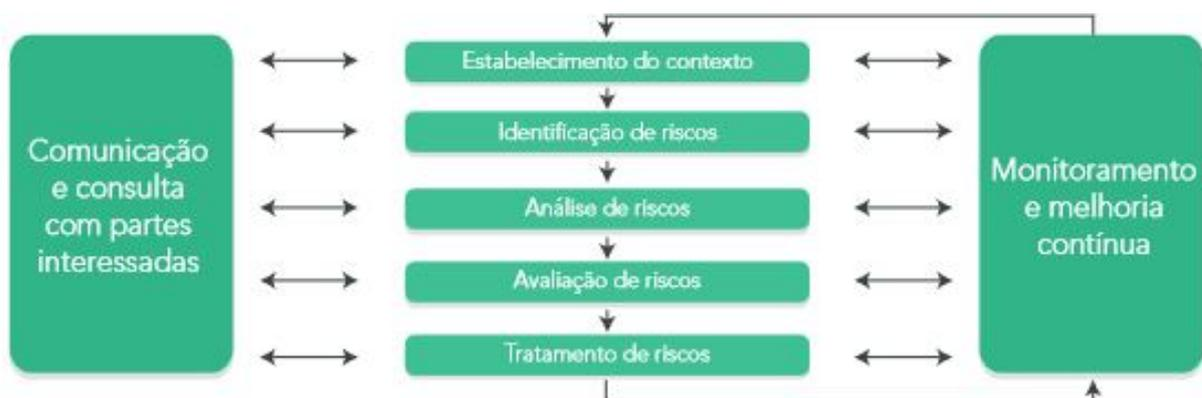 Comunicação
e consulta
com partes
interessadas
Estabelecimento do contexto
Identificação de riscos
Análise de riscos
Avaliação de riscos
Tratamento de riscos
Monitoramento
e melhoria
contínua